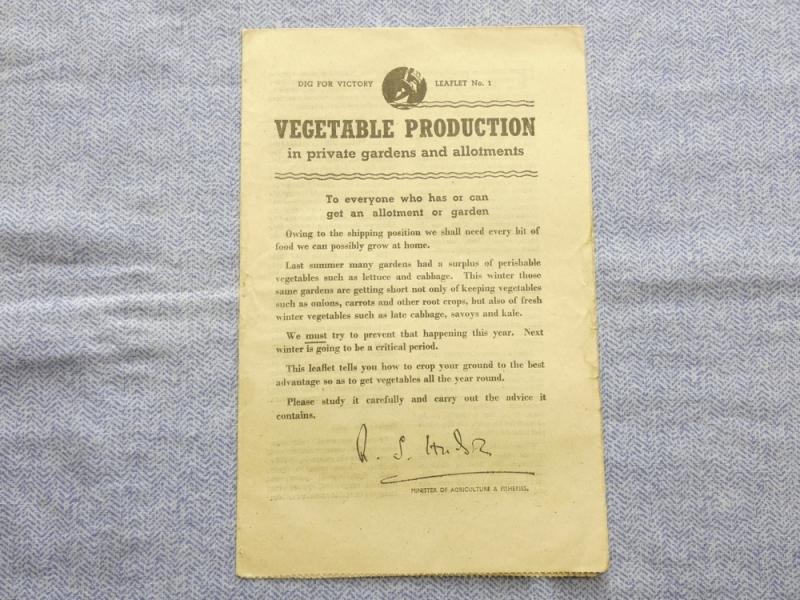 DIG FOR VICTORY LEAFLET No. 1
VEGETABLE PRODUCTION
in private gardens and allotments
To everyone who has or can
get an allotment or garden
Owing to the shipping position we shall need every bit of
food we can possibly grow at home.
Last summer many gardens had a surplus of perishable
vegetables such as lettuce and cabbage. This winter those
same gardens are getting short not only of keeping vegetables
such as onions, carrots and other root crops, but also of fresh
winter vegetables such as late cabbage, savoys and kale.
We must try to prevent that happening this year. Next
winter is going to be a critical period.
This leaflet tells you how to crop your ground to the best
advantage so as to get vegetables all the year round.
Please study it carefully and carry out the advice it
contains.
R. S. Hudson
MINISTER OF AGRICULTURE & FISHERIES.